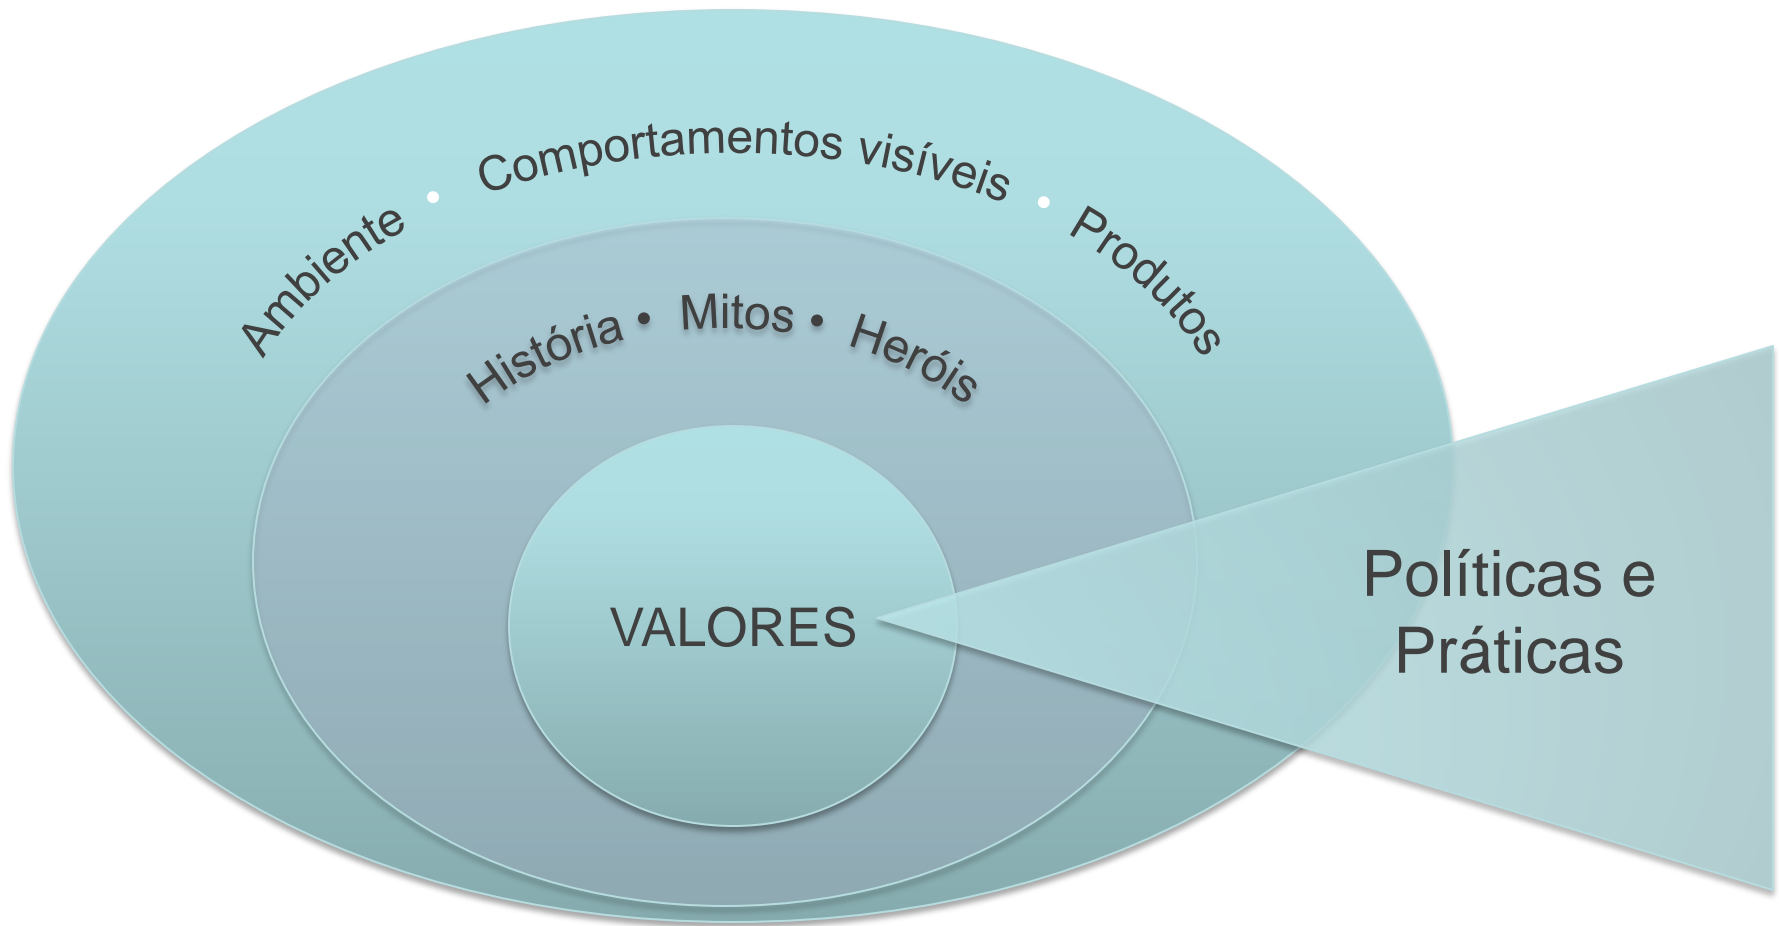 Ambiente • Comportamentos visíveis • Produtos
História • Mitos • Heróis
VALORES
Políticas e
Práticas